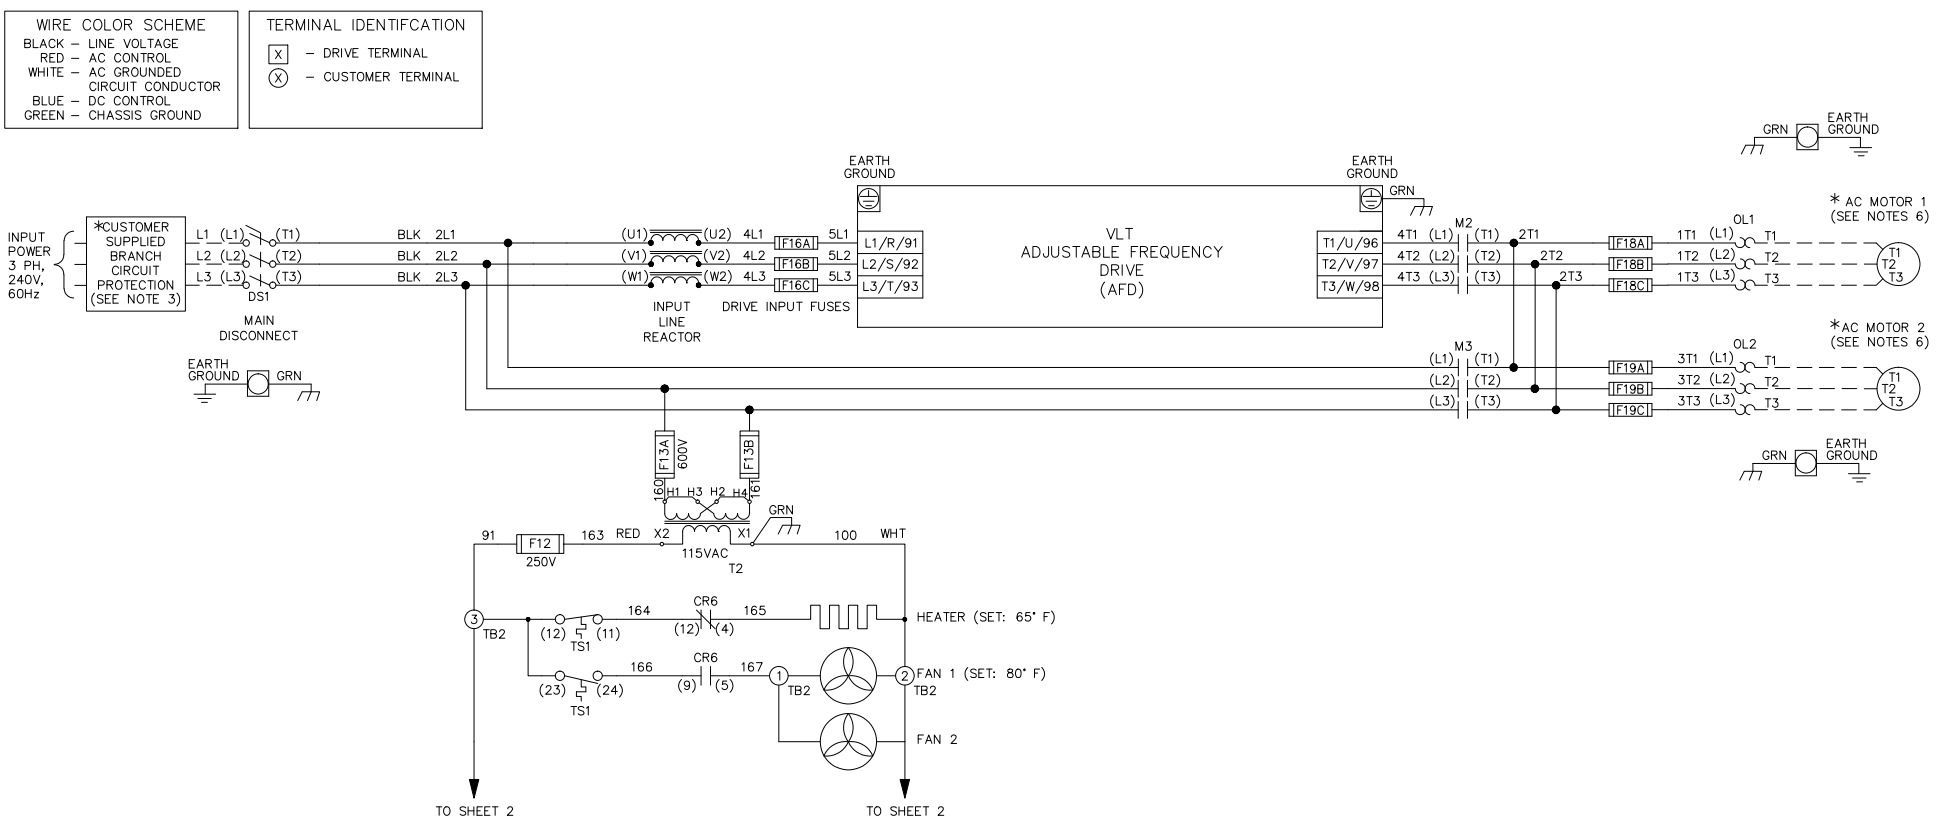 WIRE COLOR SCHEME
BLACK – LINE VOLTAGE
RED – AC CONTROL
WHITE – AC GROUNDED
CIRCUIT CONDUCTOR
BLUE – DC CONTROL
GREEN – CHASSIS GROUND
TERMINAL IDENTIFCATION
X – DRIVE TERMINAL
X – CUSTOMER TERMINAL
GRN
EARTH
GROUND
EARTH
GROUND
EARTH
GROUND
GRN
INPUT
POWER
3 PH,
240V,
60Hz
*CUSTOMER
SUPPLIED
BRANCH
CIRCUIT
PROTECTION
(SEE NOTE 3)
L1 (L1) (T1) BLK 2L1 (U1) (U2) 4L1 F16A 5L1 L1/R/91
L2 (L2) (T2) BLK 2L2 (V1) (V2) 4L2 F16B 5L2 L2/S/92
L3 (L3) (T3) BLK 2L3 (W1) (W2) 4L3 F16C 5L3 L3/T/93
DS1
MAIN
DISCONNECT
INPUT
LINE
REACTOR
DRIVE INPUT FUSES
VLT
ADJUSTABLE FREQUENCY
DRIVE
(AFD)
M2
OL1
* AC MOTOR 1
(SEE NOTES 6)
T1/U/96 4T1 (L1) (T1) 2T1 F18A 1T1 (L1) T1 T1
T2/V/97 4T2 (L2) (T2) 2T2 F18B 1T2 (L2) T2 T2
T3/W/98 4T3 (L3) (T3) 2T3 F18C 1T3 (L3) T3 T3
EARTH
GROUND
GRN
M3
OL2
*AC MOTOR 2
(SEE NOTES 6)
(L1) (T1) F19A 3T1 (L1) T1 T1
(L2) (T2) F19B 3T2 (L2) T2 T2
(L3) (T3) F19C 3T3 (L3) T3 T3
GRN
EARTH
GROUND
F13A
600V
F13B
160
H1 H3 H2 H4
161
GRN
91 F12 163 RED X2 X1 100 WHT
250V
115VAC
T2
3
TB2
(12) (11)
TS1
164
CR6
(12) (4)
165
HEATER (SET: 65° F)
(23) (24)
TS1
166
CR6
(9) (5)
167
1
TB2
2
TB2
FAN 1 (SET: 80° F)
FAN 2
TO SHEET 2
TO SHEET 2